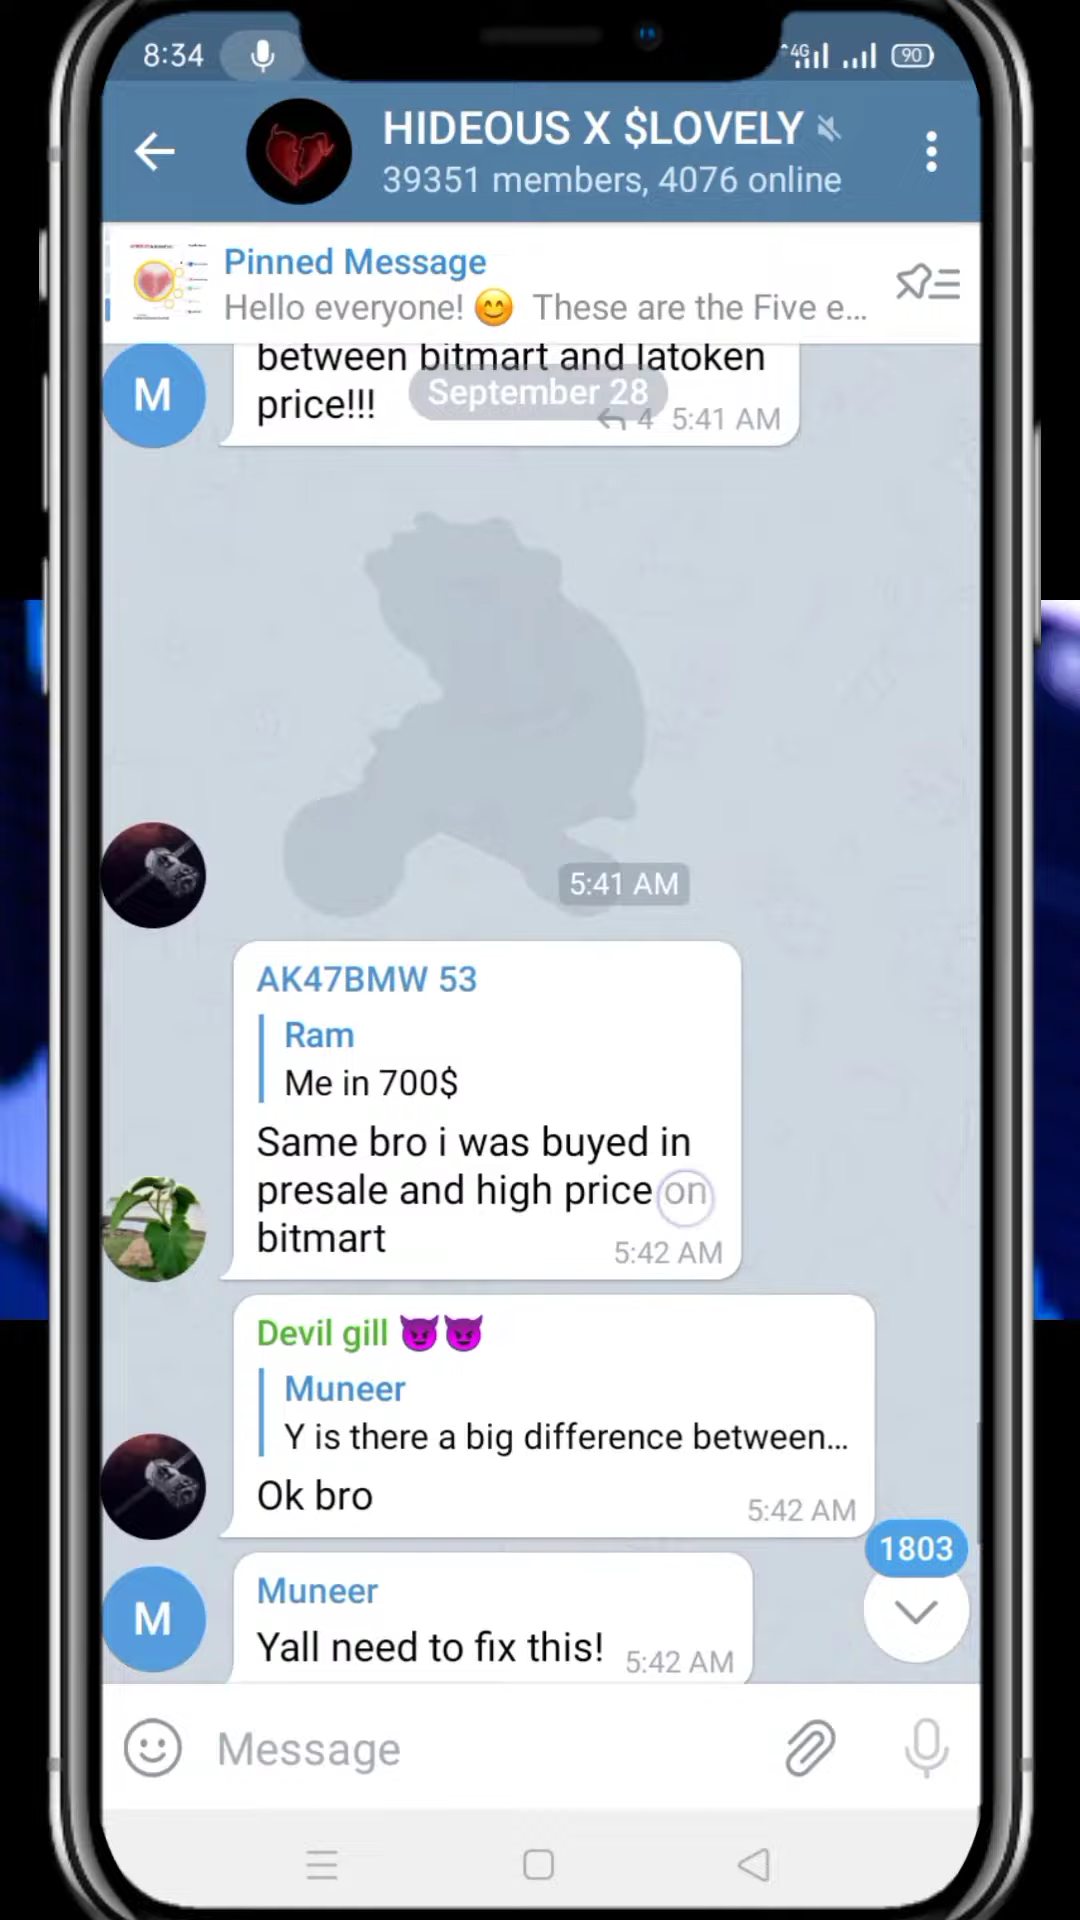 8:34
4G
90
HIDEOUS X $LOVELY
39351 members, 4076 online
Pinned Message
Hello everyone! 😊 These are the Five e...
between bitmart and latoken
price!!!
September 28
4 5:41 AM
M
5:41 AM
AK47BMW 53
Ram
Me in 700$
Same bro i was buyed in
presale and high price on
bitmart
5:42 AM
Devil gill 😈😈
Muneer
Y is there a big difference between...
Ok bro
5:42 AM
1803
M
Muneer
Yall need to fix this!
5:42 AM
Message